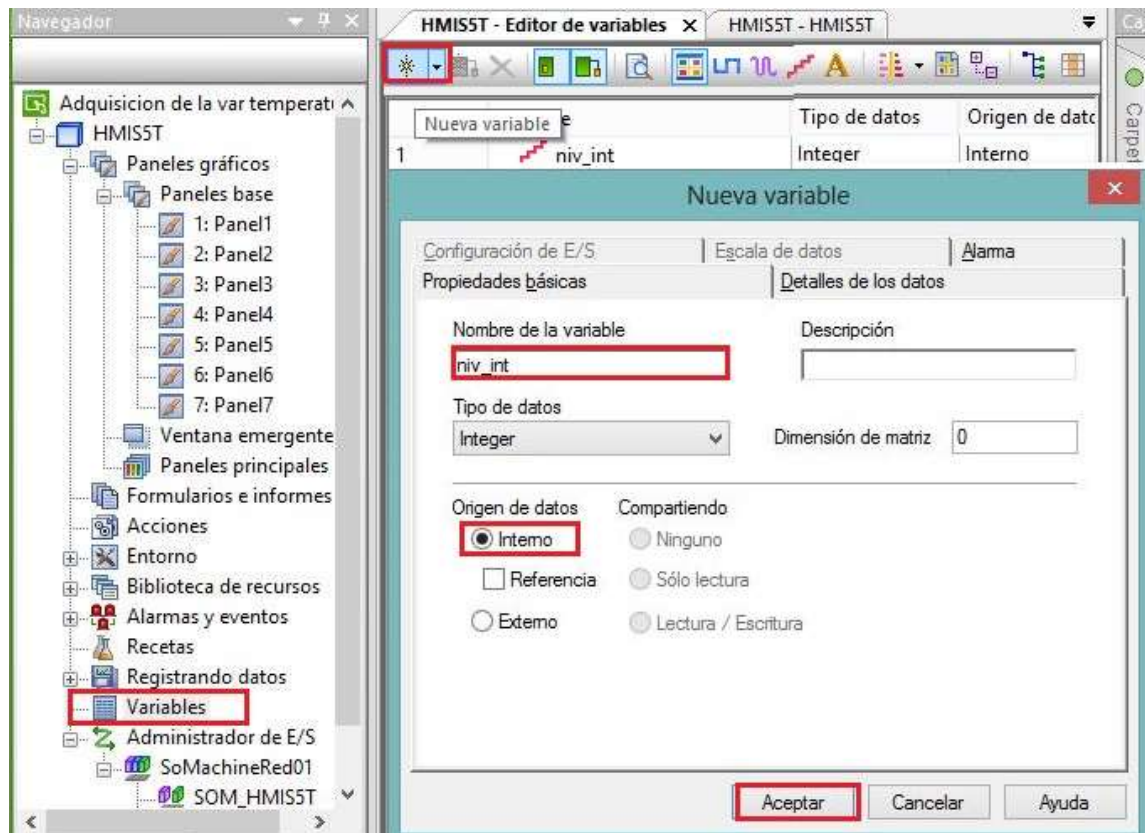 Navegador
Adquisicion de la var temperati
HMIS5T
Paneles gráficos
Paneles base
1: Panel1
2: Panel2
3: Panel3
4: Panel4
5: Panel5
6: Panel6
7: Panel7
Ventana emergente
Paneles principales
Formularios e informes
Acciones
Entorno
Biblioteca de recursos
Alarmas y eventos
Recetas
Registrando datos
Variables
Administrador de E/S
SoMachineRed01
SOM_HMIS5T
HMIS5T - Editor de variables X HMIS5T - HMIS5T
Nueva variable e Tipo de datos Origen de datc
1 niv_int Integer Interno
Carpe
Nueva variable
Configuración de E/S Escala de datos Alarma
Propiedades básicas Detalles de los datos
Nombre de la variable Descripción
niv_int
Tipo de datos
Integer Dimensión de matriz 0
Origen de datos Compartiendo
Interno Ninguno
Referencia Sólo lectura
Externo Lectura / Escritura
Aceptar Cancelar Ayuda